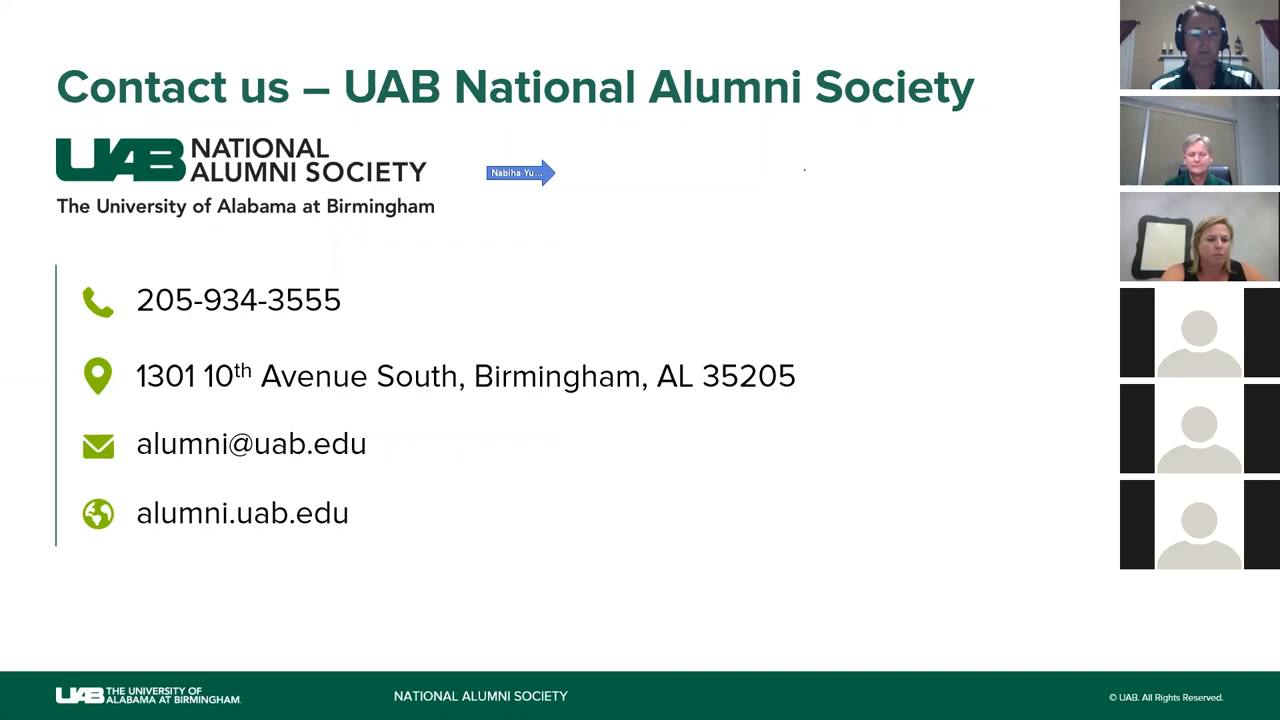 Contact us – UAB National Alumni Society
UAB NATIONAL
ALUMNI SOCIETY
The University of Alabama at Birmingham
Nabiha Yu...
205-934-3555
1301 10th Avenue South, Birmingham, AL 35205
alumni@uab.edu
alumni.uab.edu
UAB THE UNIVERSITY OF
ALABAMA AT BIRMINGHAM.
NATIONAL ALUMNI SOCIETY
© UAB. All Rights Reserved.